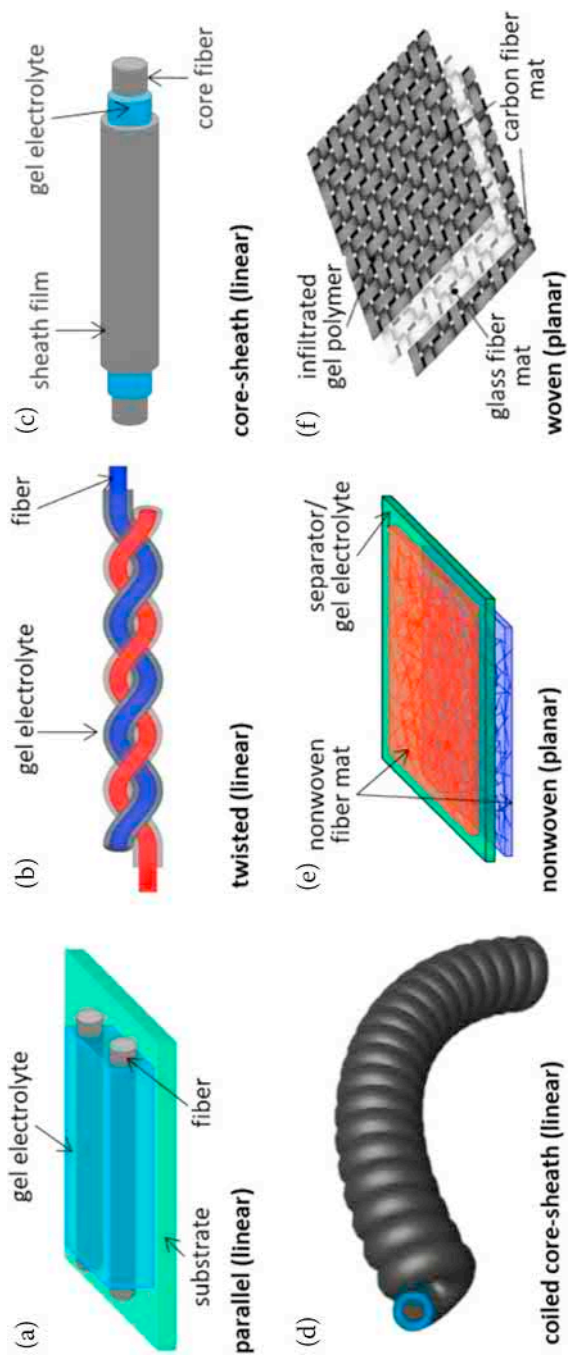 (a)
gel electrolyte
substrate
fiber
parallel (linear)
(b)
gel electrolyte
fiber
twisted (linear)
(c)
sheath film
gel electrolyte
core fiber
core-sheath (linear)
(d)
coiled core-sheath (linear)
(e)
nonwoven
fiber mat
separator/
gel electrolyte
nonwoven (planar)
(f)
infiltrated
gel polymer
glass fiber
mat
carbon fiber
mat
woven (planar)